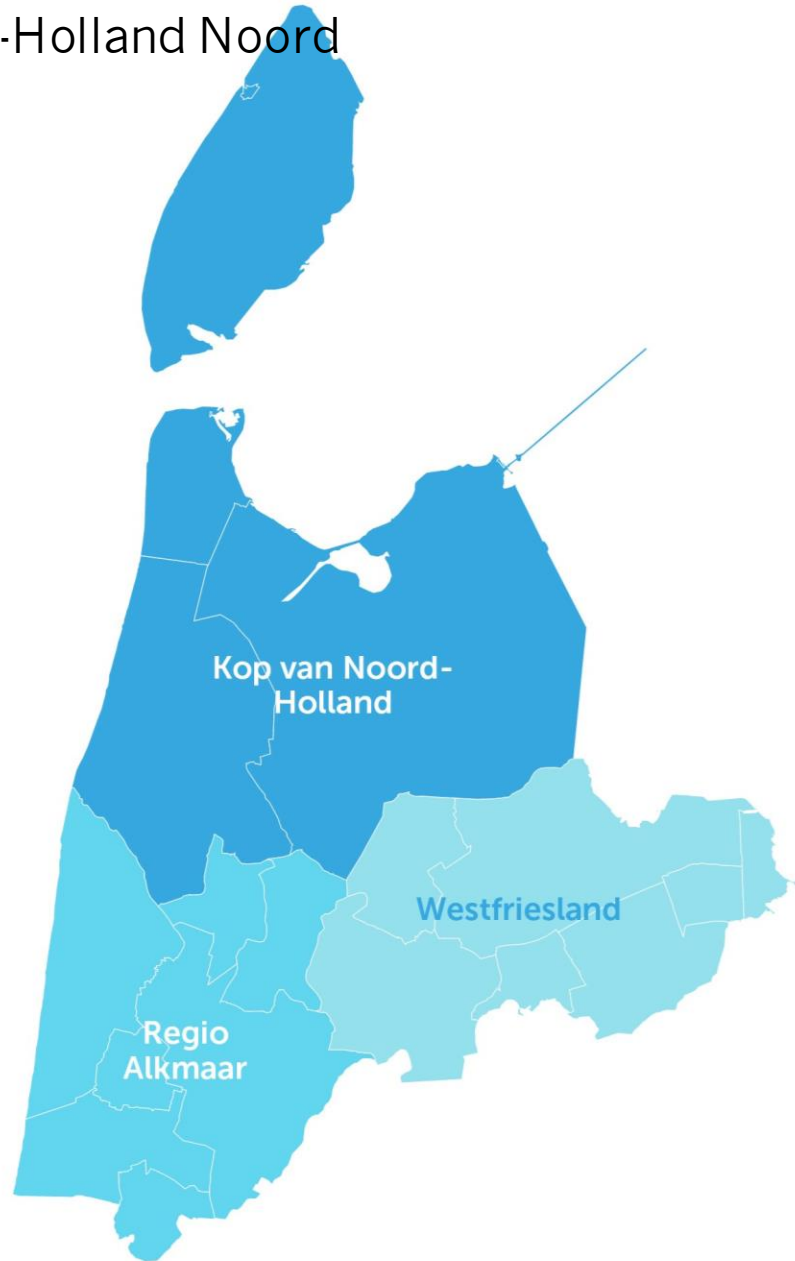 -Holland Noord
Kop van Noord-
Holland
Westfriesland
Regio
Alkmaar